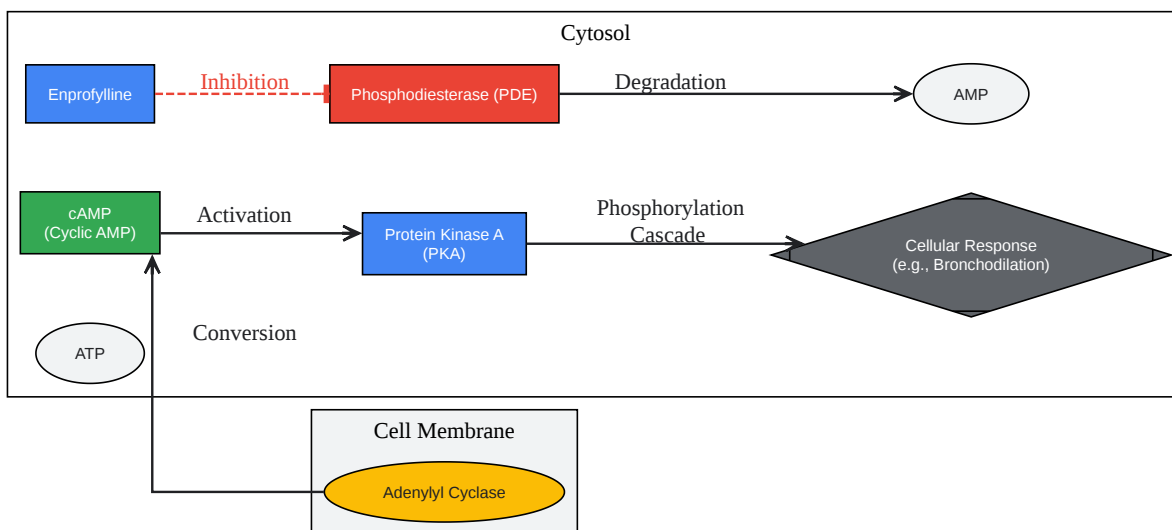 Cytosol
Enprofylline
Inhibition
Phosphodiesterase (PDE)
Degradation
AMP
cAMP
(Cyclic AMP)
Activation
Protein Kinase A
(PKA)
Phosphorylation
Cascade
Cellular Response
(e.g., Bronchodilation)
ATP
Conversion
Cell Membrane
Adenylyl Cyclase